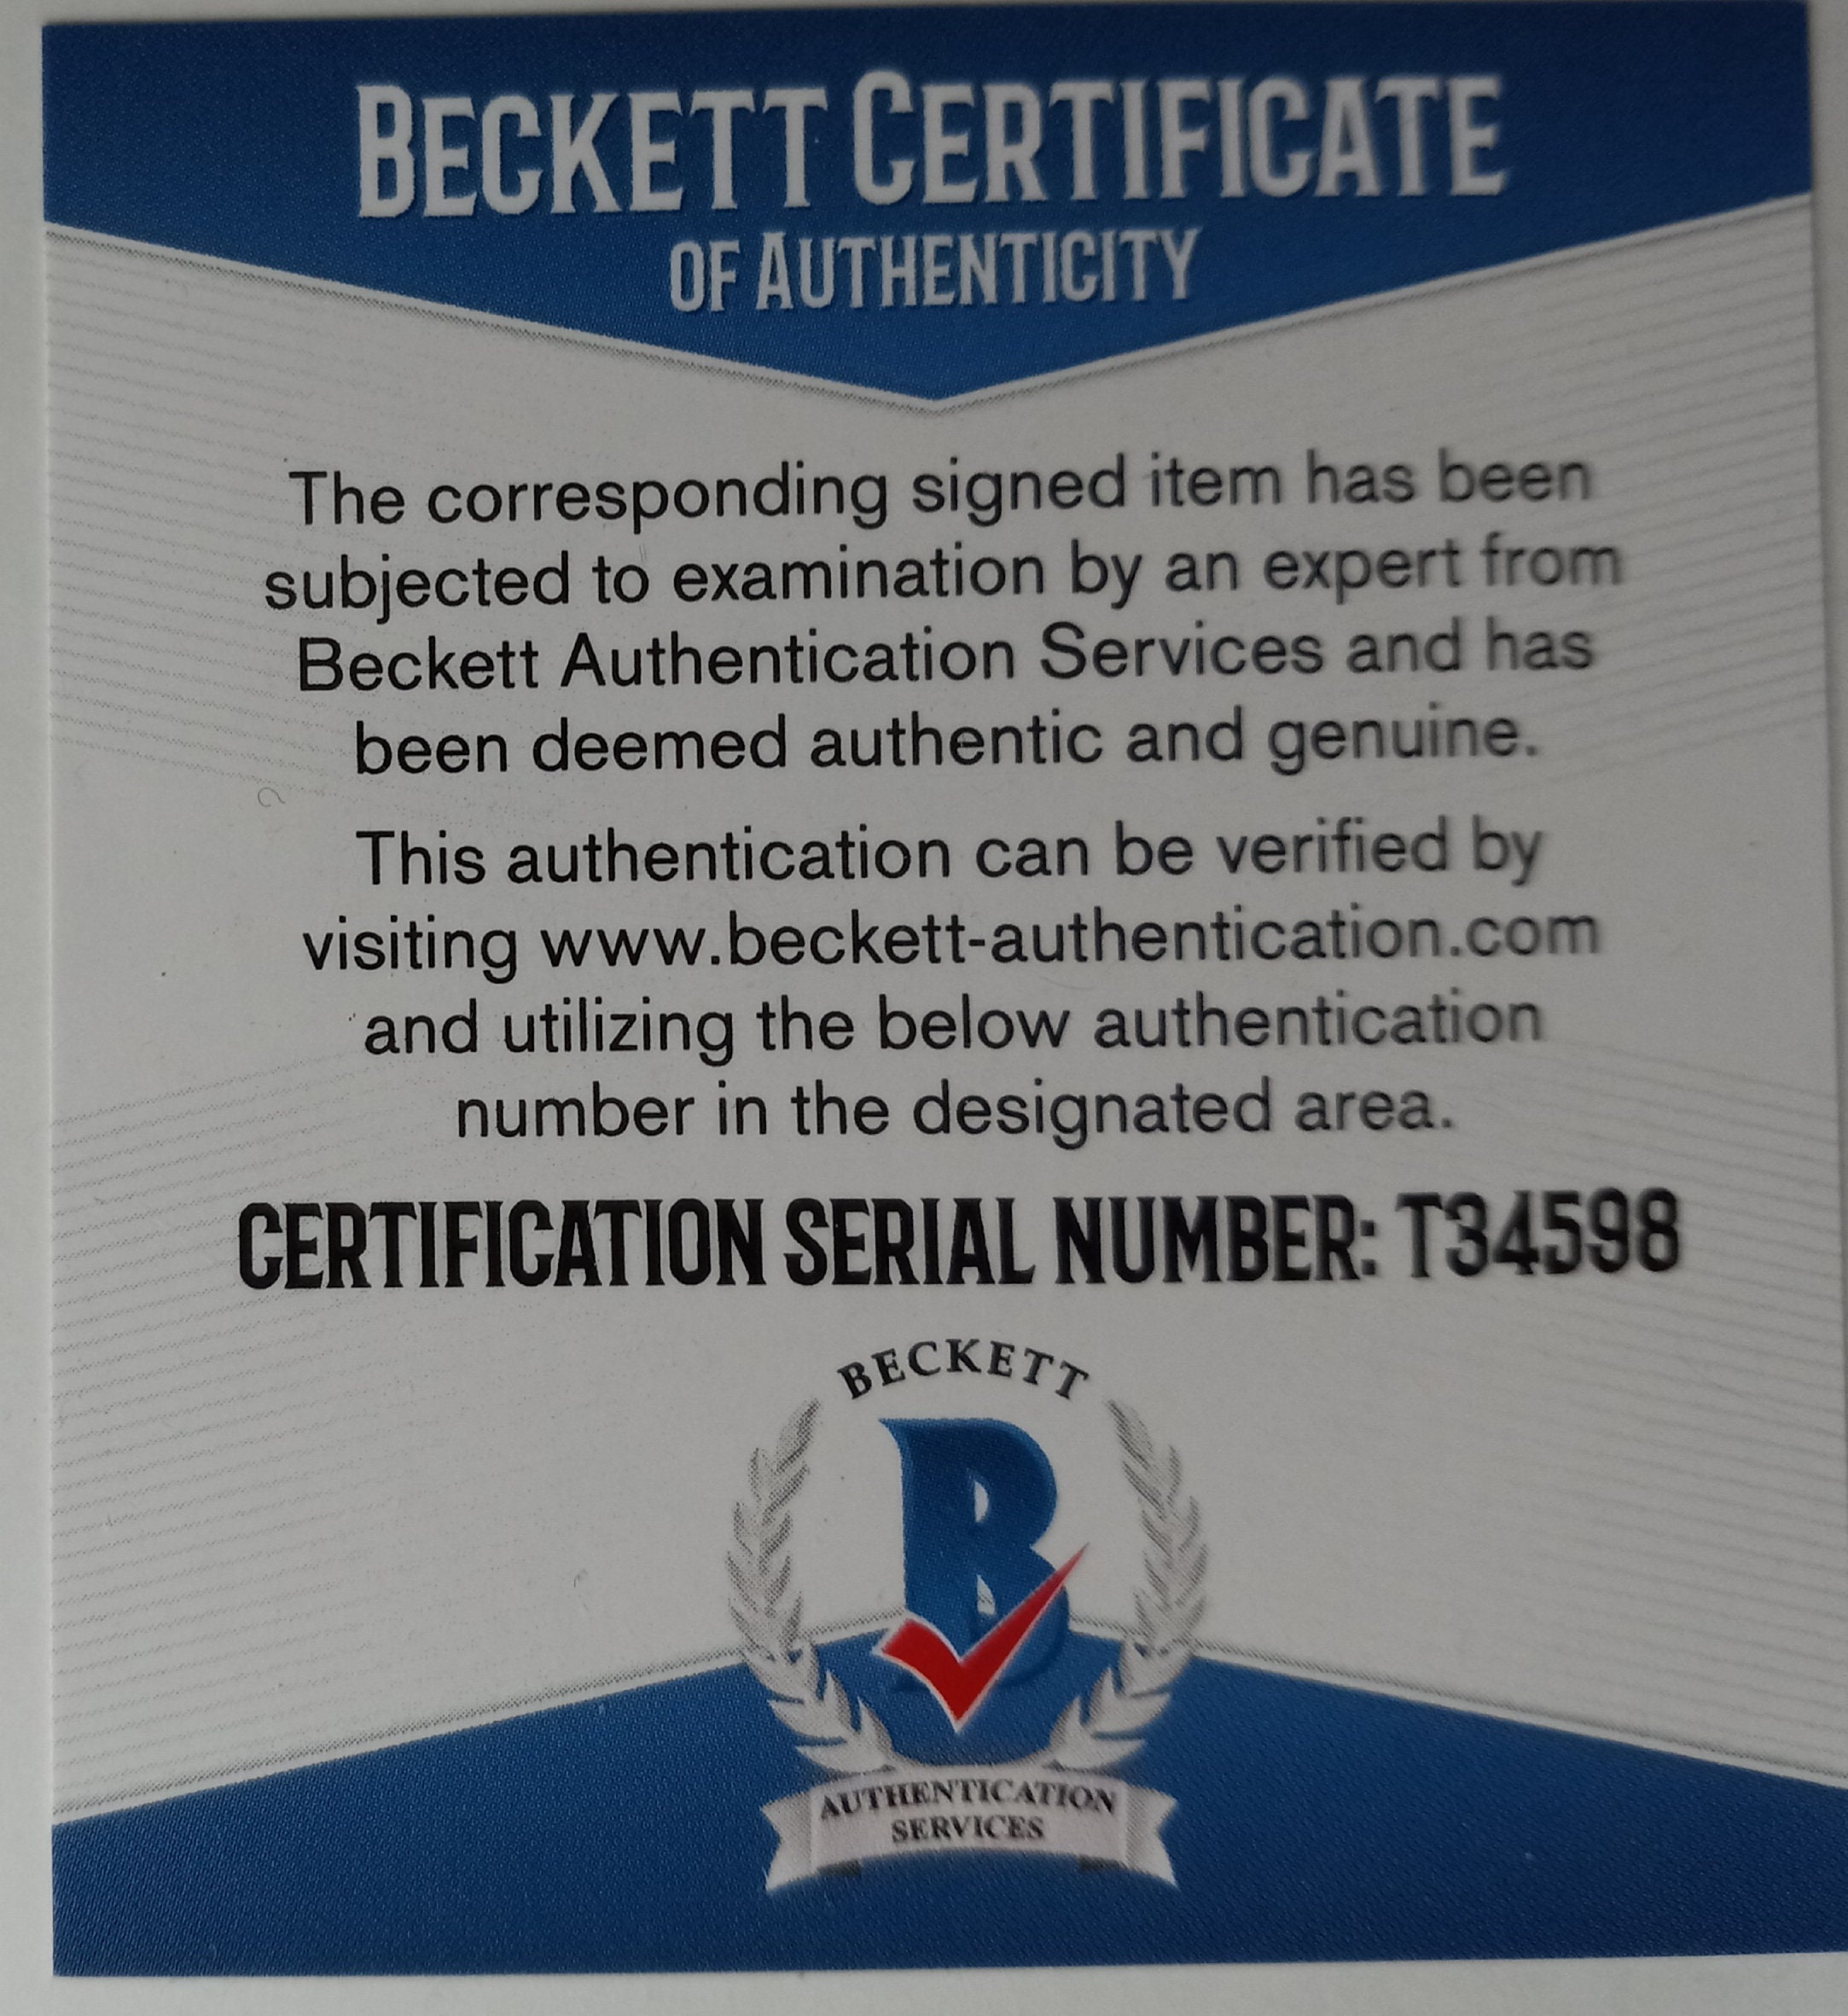 BECKETT CERTIFICATE
OF AUTHENTICITY
The corresponding signed item has been
subjected to examination by an expert from
Beckett Authentication Services and has
been deemed authentic and genuine.
This authentication can be verified by
visiting www.beckett-authentication.com
and utilizing the below authentication
number in the designated area.
CERTIFICATION SERIAL NUMBER: T34598
BECKETT
B
AUTHENTICATION
SERVICES